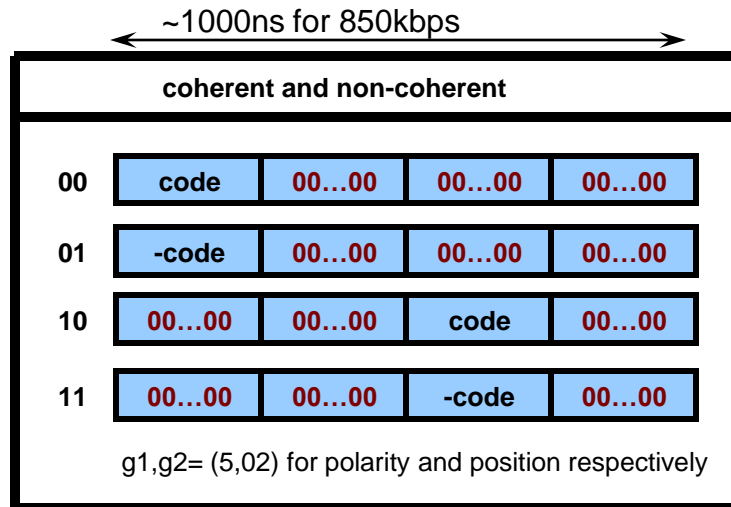 ~1000ns for 850kbps
coherent and non-coherent
00 code 00…00 00…00 00…00
01 -code 00…00 00…00 00…00
10 00…00 00…00 code 00…00
11 00…00 00…00 -code 00…00
g1,g2= (5,02) for polarity and position respectively